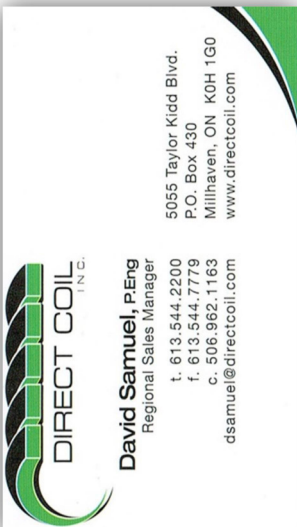 DIRECT COIL
INC.
David Samuel, P.Eng
Regional Sales Manager
t. 613.544.2200
f. 613.544.7779
c. 506.962.1163
dsamuel@directcoil.com
5055 Taylor Kidd Blvd.
P.O. Box 430
Millhaven, ON K0H 1G0
www.directcoil.com